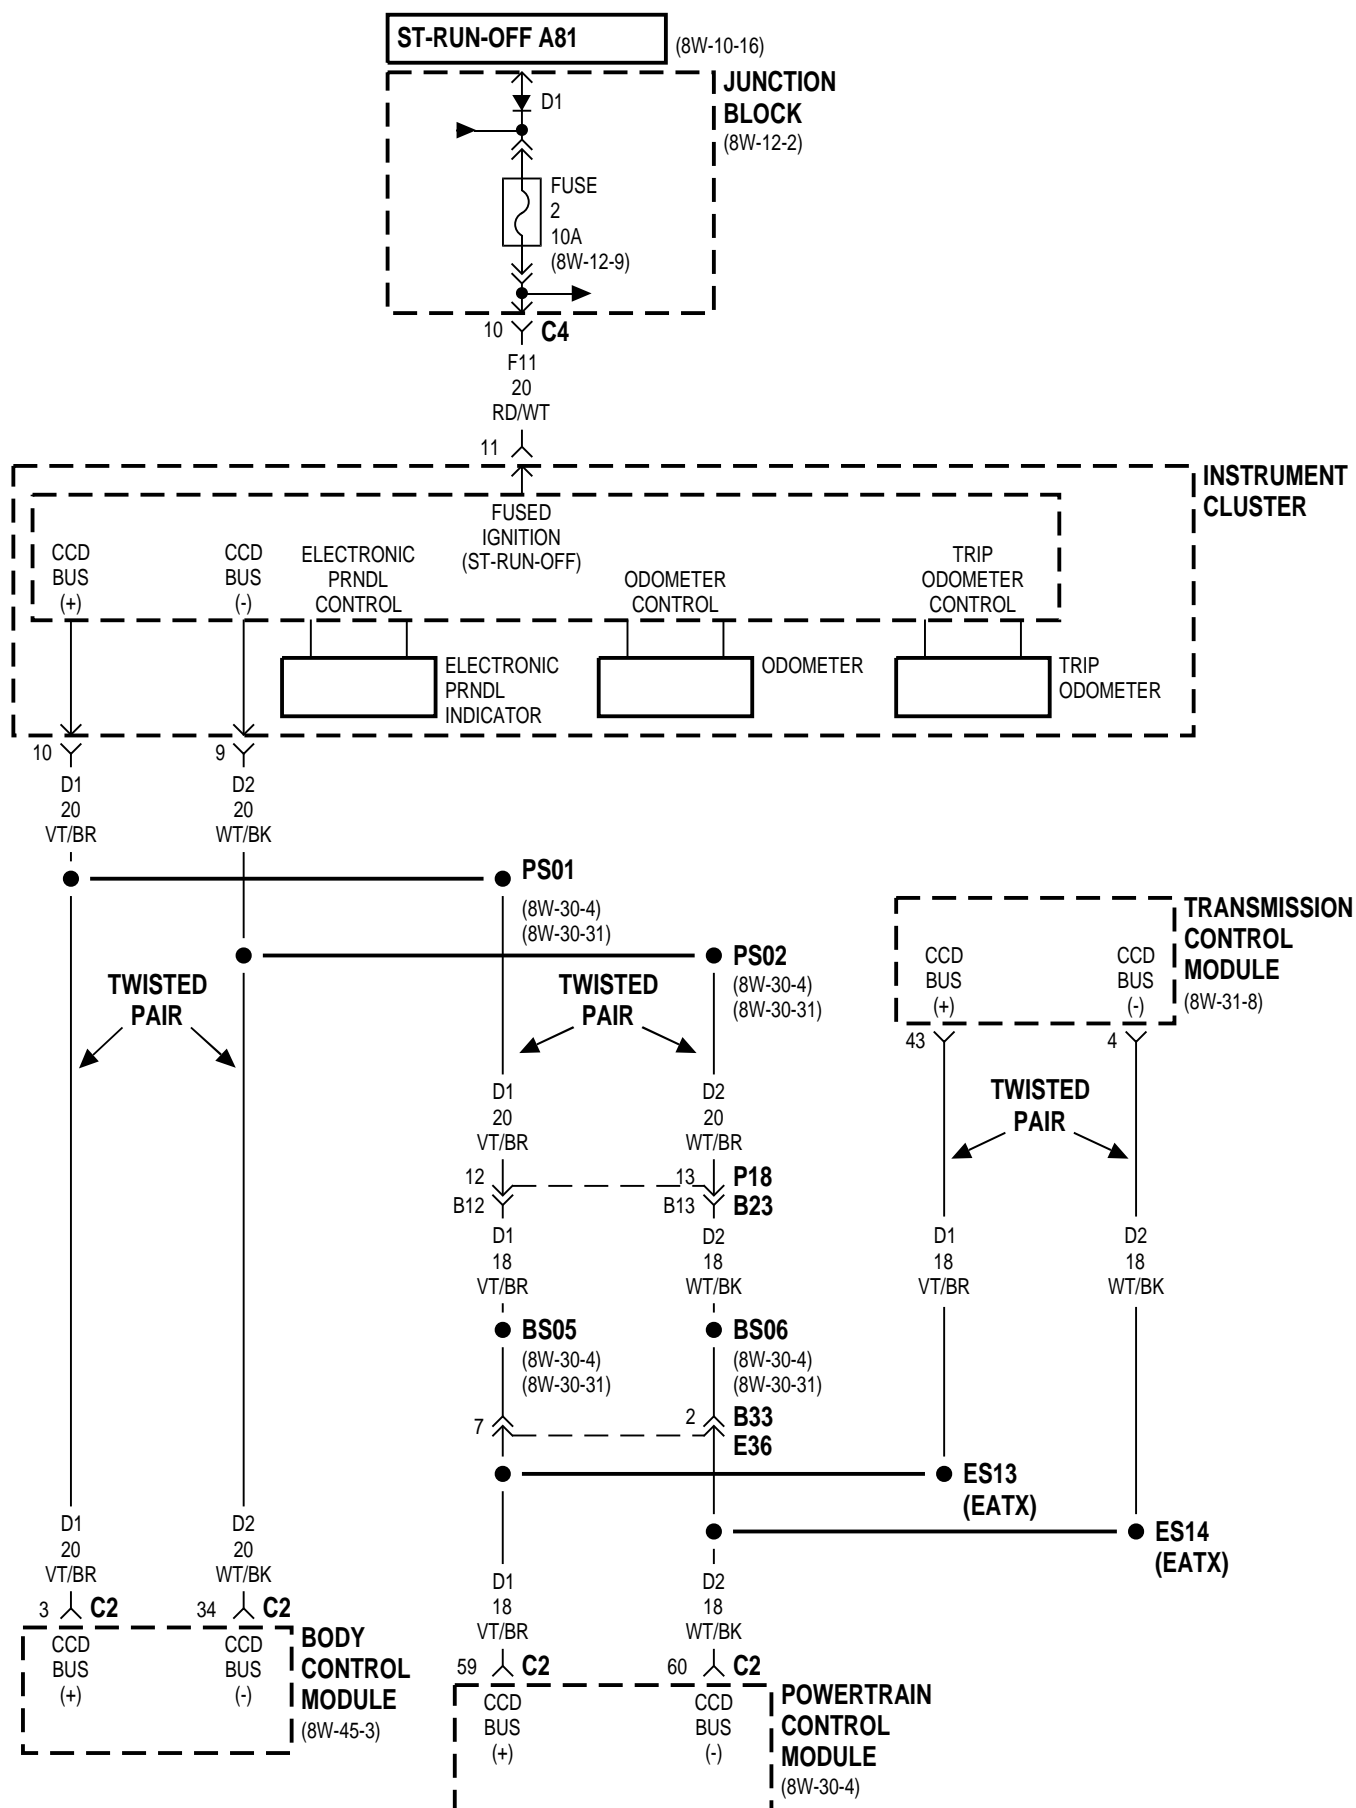 ST-RUN-OFF A81
(8W-10-16)
JUNCTION
BLOCK
(8W-12-2)
D1
FUSE
2
10A
(8W-12-9)
10
C4
F11
20
RD/WT
11
INSTRUMENT
CLUSTER
FUSED
IGNITION
(ST-RUN-OFF)
CCD
BUS
(+)
CCD
BUS
(-)
ELECTRONIC
PRNDL
CONTROL
ODOMETER
CONTROL
TRIP
ODOMETER
CONTROL
ELECTRONIC
PRNDL
INDICATOR
ODOMETER
TRIP
ODOMETER
10
9
D1
20
VT/BR
D2
20
WT/BK
PS01
(8W-30-4)
(8W-30-31)
PS02
(8W-30-4)
(8W-30-31)
TWISTED
PAIR
TWISTED
PAIR
TRANSMISSION
CONTROL
MODULE
(8W-31-8)
CCD
BUS
(+)
CCD
BUS
(-)
43
4
TWISTED
PAIR
D1
20
VT/BR
D2
20
WT/BR
12
13
P18
B12
B13
B23
D1
18
VT/BR
D2
18
WT/BK
D1
18
VT/BR
D2
18
WT/BK
BS05
(8W-30-4)
(8W-30-31)
BS06
(8W-30-4)
(8W-30-31)
7
2
B33
E36
ES13
(EATX)
ES14
(EATX)
D1
20
VT/BR
D2
20
WT/BK
3
C2
34
C2
CCD
BUS
(+)
CCD
BUS
(-)
BODY
CONTROL
MODULE
(8W-45-3)
D1
18
VT/BR
D2
18
WT/BK
59
C2
60
C2
CCD
BUS
(+)
CCD
BUS
(-)
POWERTRAIN
CONTROL
MODULE
(8W-30-4)